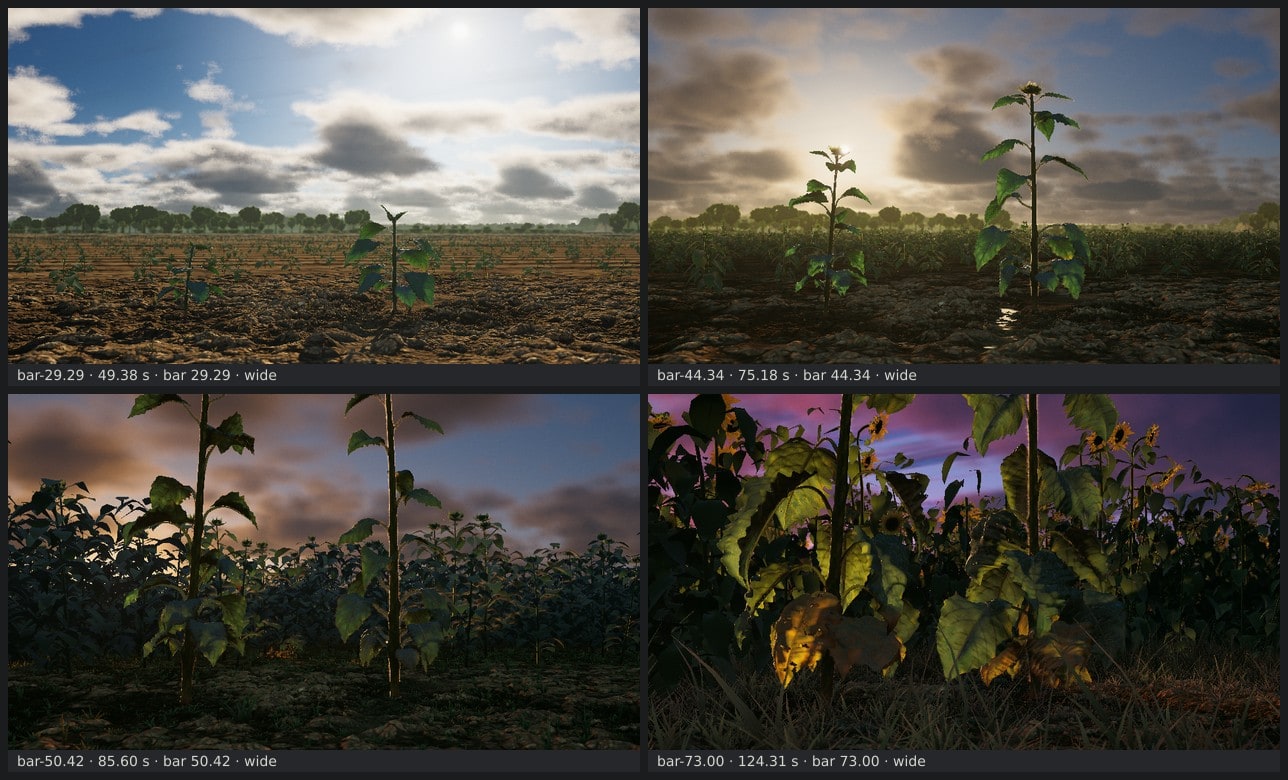 bar-29.29 · 49.38 s · bar 29.29 · wide
bar-44.34 · 75.18 s · bar 44.34 · wide
bar-50.42 · 85.60 s · bar 50.42 · wide
bar-73.00 · 124.31 s · bar 73.00 · wide